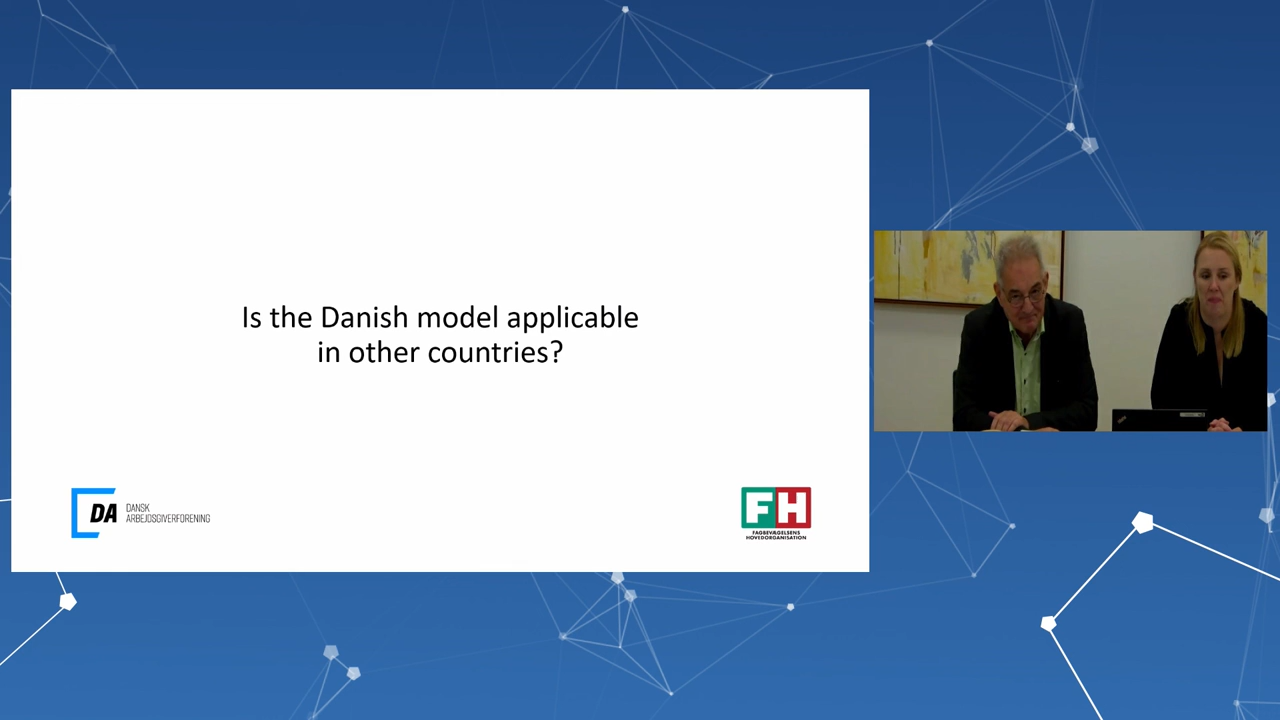 Is the Danish model applicable
in other countries?
DA
DANSK
ARBEJDSGIVERFORENING
FH
FAGBEVÆGELSENS
HOVEDORGANISATION